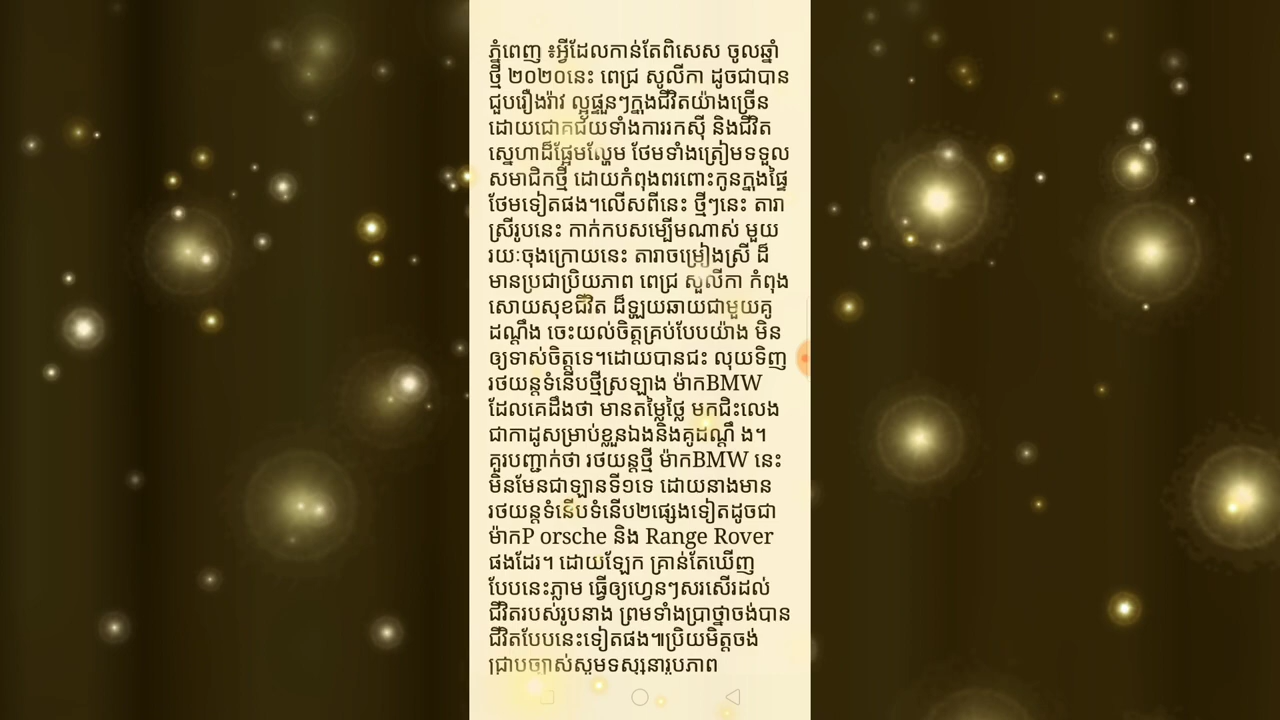 ភ្នំពេញ ៖អ្វីដែលកាន់តែពិសេស ចូលឆ្នាំ
ថ្មី ២០២០នេះ ពេជ្រ សូលីកា ដូចជាបាន
ជួបរឿងរ៉ាវ ល្អផ្ទួនៗក្នុងជីវិតយ៉ាងច្រើន
ដោយជោគជ័យទាំងការរកស៊ី និងជីវិត
ស្នេហាដ៏ផ្អែមល្ហែម ថែមទាំងត្រៀមទទួល
សមាជិកថ្មី ដោយកំពុងពរពោះកូនក្នុងផ្ទៃ
ថែមទៀតផង។លើសពីនេះ ថ្មីៗនេះ តារា
ស្រីរូបនេះ កាក់កបសម្បើមណាស់ មួយ
រយៈចុងក្រោយនេះ តារាចម្រៀងស្រី ដ៏
មានប្រជាប្រិយភាព ពេជ្រ សូលីកា កំពុង
សោយសុខជីវិត ដ៏ឡូយឆាយជាមួយគូ
ដណ្តឹង ចេះយល់ចិត្តគ្រប់បែបយ៉ាង មិន
ឲ្យទាស់ចិត្តទេ។ដោយបានជះ លុយទិញ
រថយន្តទំនើបថ្មីស្រឡាង ម៉ាកBMW
ដែលគេដឹងថា មានតម្លៃថ្លៃ មកជិះលេង
ជាកាដូសម្រាប់ខ្លួនឯងនិងគូដណ្តឹ ង។
គួរបញ្ជាក់ថា រថយន្តថ្មី ម៉ាកBMW នេះ
មិនមែនជាឡានទី១ទេ ដោយនាងមាន
រថយន្តទំនើបទំនើប២ផ្សេងទៀតដូចជា
ម៉ាកP orsche និង Range Rover
ផងដែរ។ ដោយឡែក គ្រាន់តែឃើញ
បែបនេះភ្លាម ធ្វើឲ្យហ្វេនៗសរសើរដល់
ជីវិតរបស់រូបនាង ព្រមទាំងប្រាថ្នាចង់បាន
ជីវិតបែបនេះទៀតផង៕ប្រិយមិត្តចង់
ជ្រាបច្បាស់សូមទស្សនារូបភាព